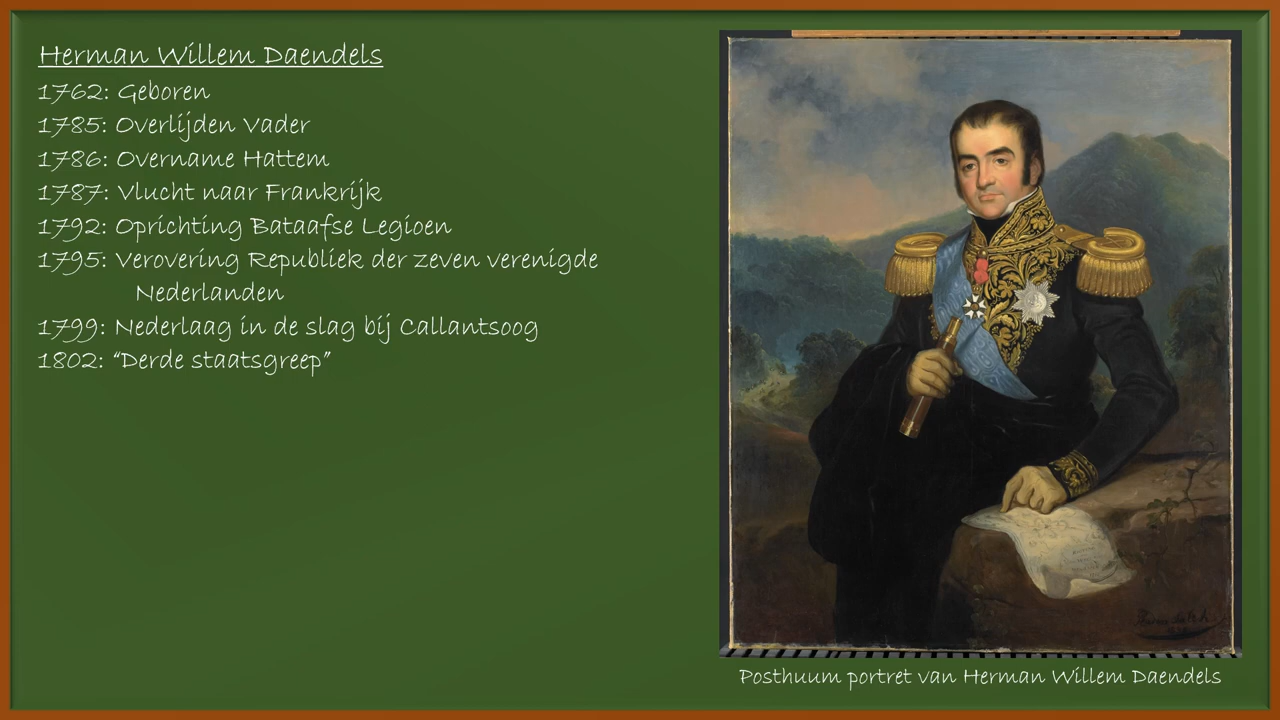 Herman Willem Daendels
1762: Geboren
1785: Overlijden Vader
1786: Overname Hattem
1787: Vlucht naar Frankrijk
1792: Oprichting Bataafse Legioen
1795: Verovering Republiek der zeven verenigde
Nederlanden
1799: Nederlaag in de slag bij Callantsoog
1802: “Derde staatsgreep”
Posthuum portret van Herman Willem Daendels